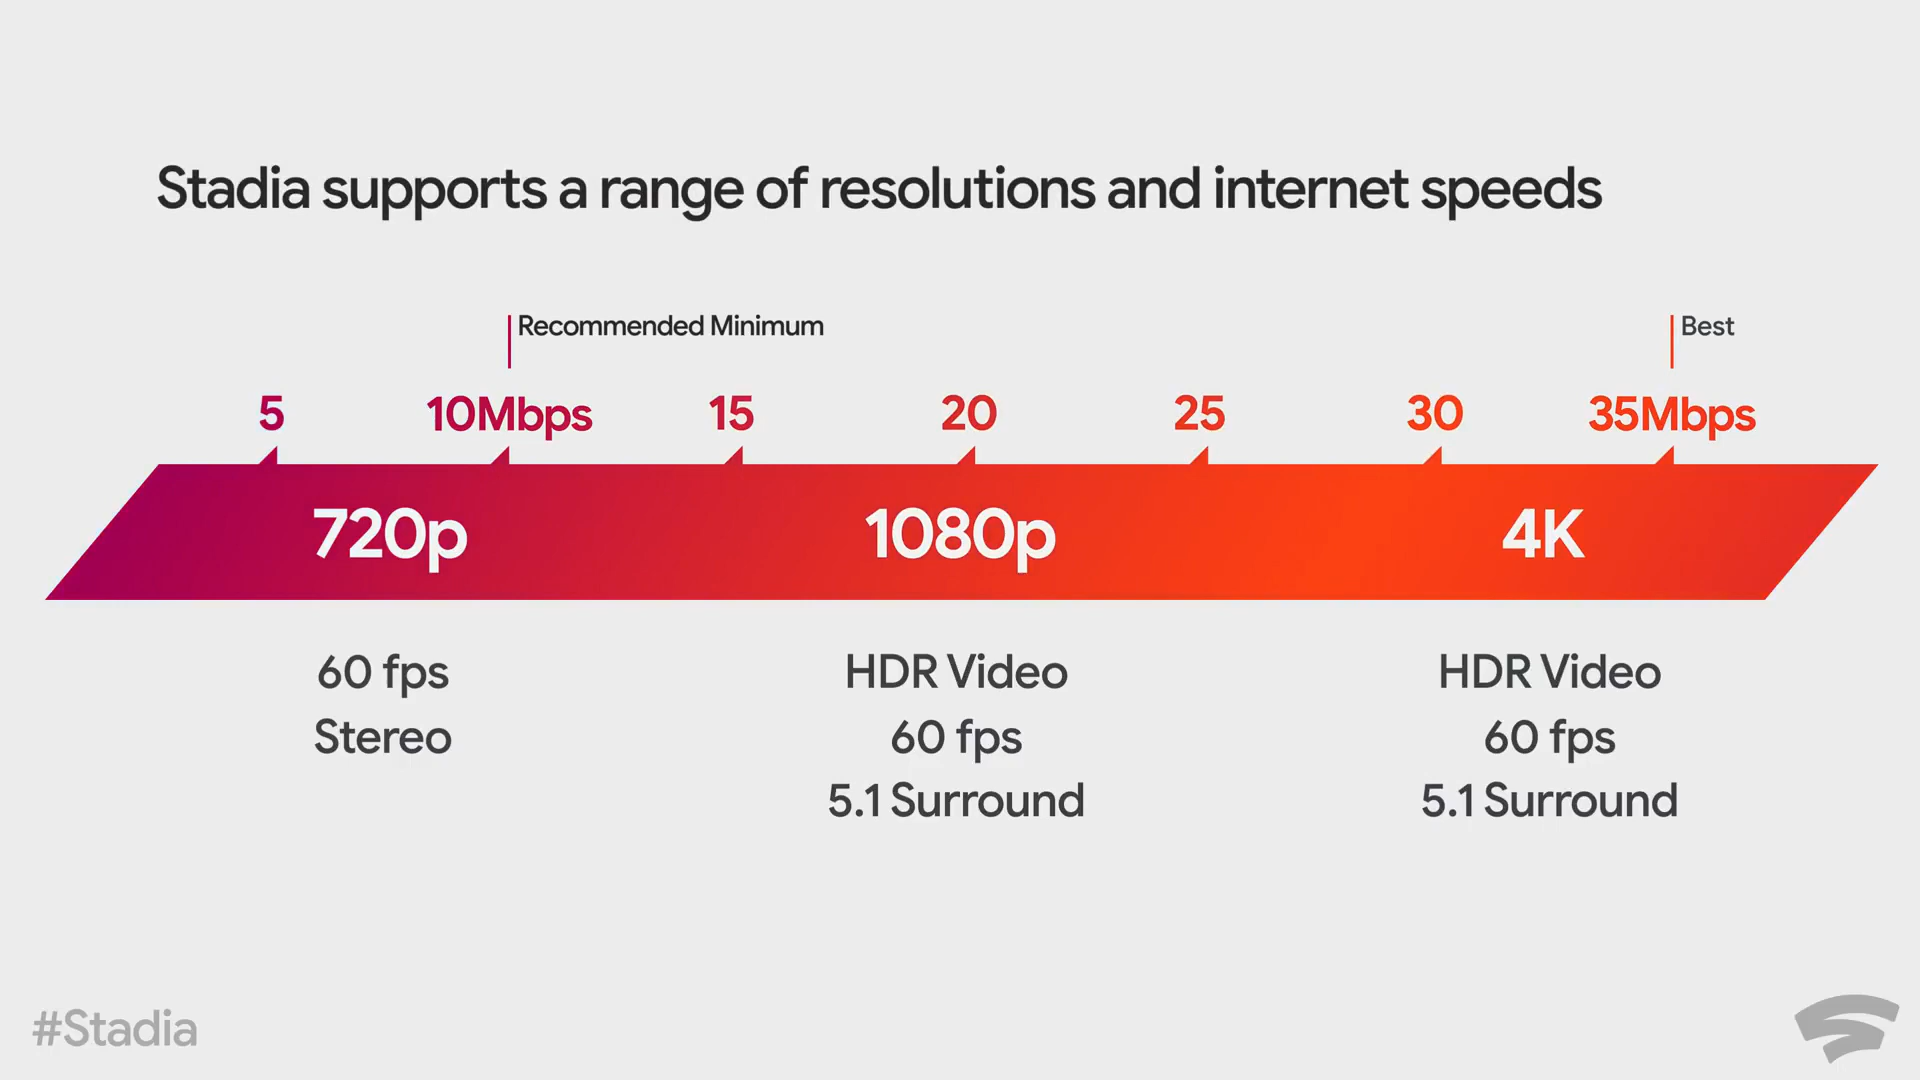 Stadia supports a range of resolutions and internet speeds
Recommended Minimum
Best
5 10Mbps 15 20 25 30 35Mbps
720p 1080p 4K
60 fps
Stereo
HDR Video
60 fps
5.1 Surround
HDR Video
60 fps
5.1 Surround
#Stadia